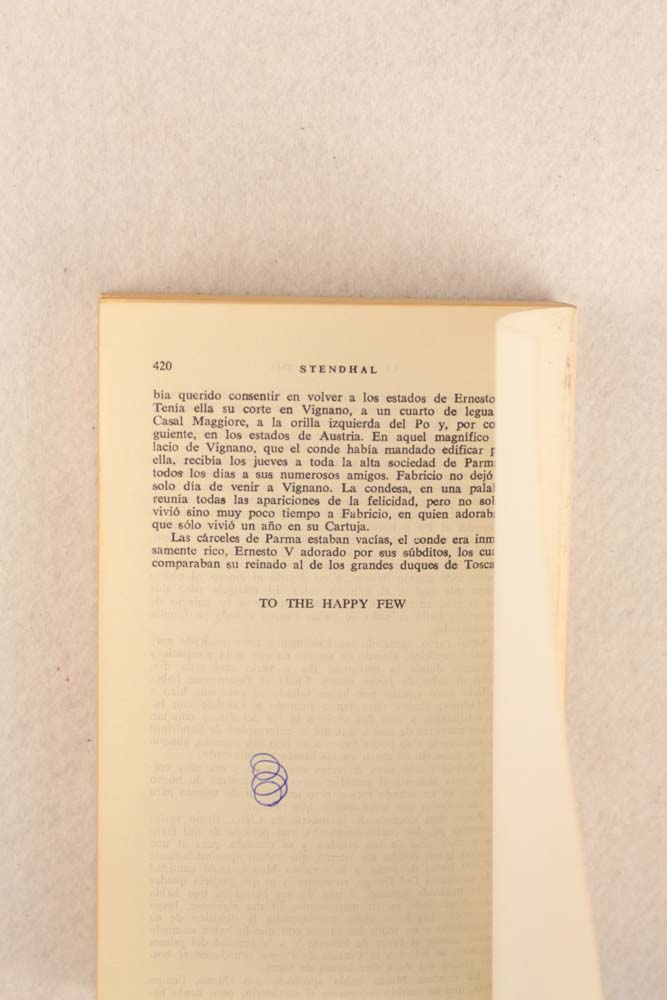 420
STENDHAL
bía querido consentir en volver a los estados de Ernesto
Tenía ella su corte en Vignano, a un cuarto de legua
Casal Maggiore, a la orilla izquierda del Po y, por co
guiente, en los estados de Austria. En aquel magnífico
lacio de Vignano, que el conde había mandado edificar p
ella, recibía los jueves a toda la alta sociedad de Parm
todos los días a sus numerosos amigos. Fabricio no dejó
solo día de venir a Vignano. La condesa, en una pala
reunía todas las apariciones de la felicidad, pero no so
vivió sino muy poco tiempo a Fabricio, en quien adorab
que sólo vivió un año en su Cartuja.
Las cárceles de Parma estaban vacías, el conde era inm
samente rico, Ernesto V adorado por sus súbditos, los cu
comparaban su reinado al de los grandes duques de Tosca
TO THE HAPPY FEW